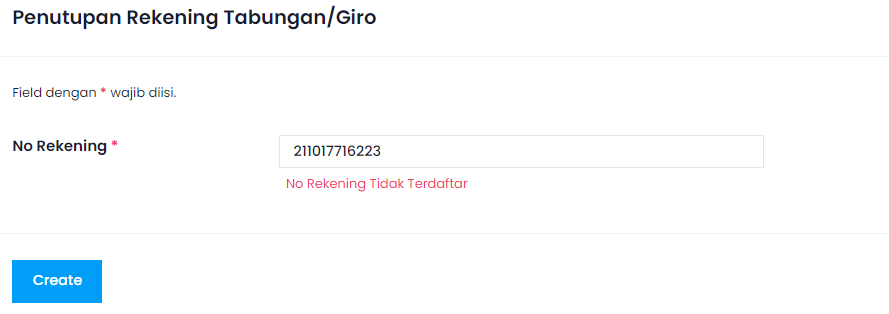 Penutupan Rekening Tabungan/Giro
Field dengan * wajib diisi.
No Rekening *
211017716223
No Rekening Tidak Terdaftar
Create